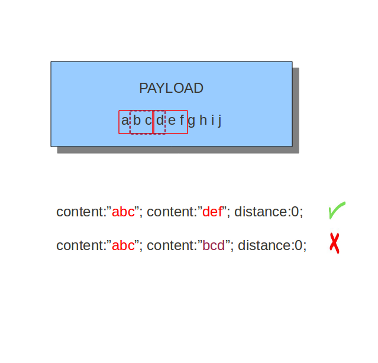 PAYLOAD
a b c d e f g h i j
content:”abc”; content:”def”; distance:0;
content:”abc”; content:”bcd”; distance:0;